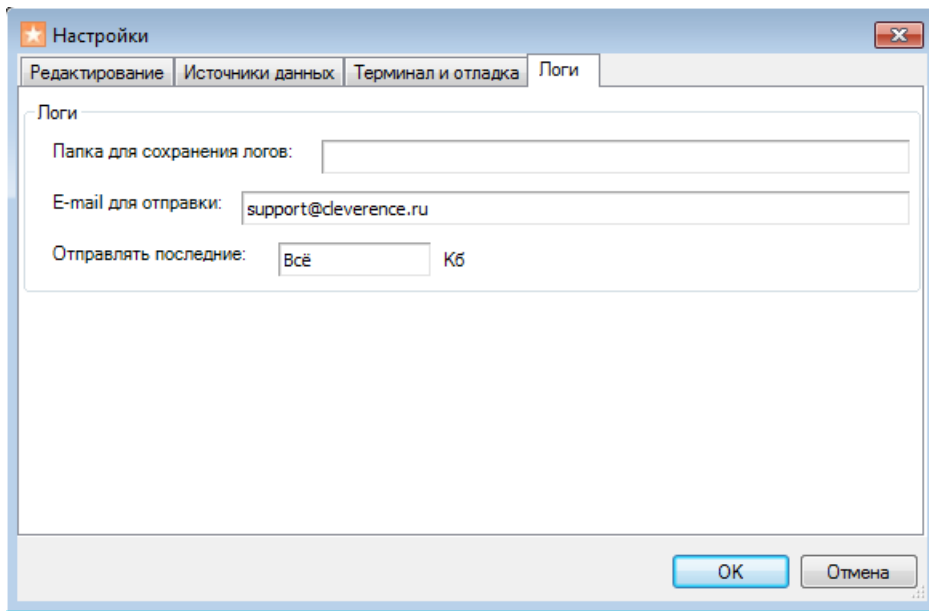 Настройки
Редактирование Источники данных Терминал и отладка Логи
Логи
Папка для сохранения логов:
E-mail для отправки: support@cleverence.ru
Отправлять последние: Всё Кб
OK Отмена